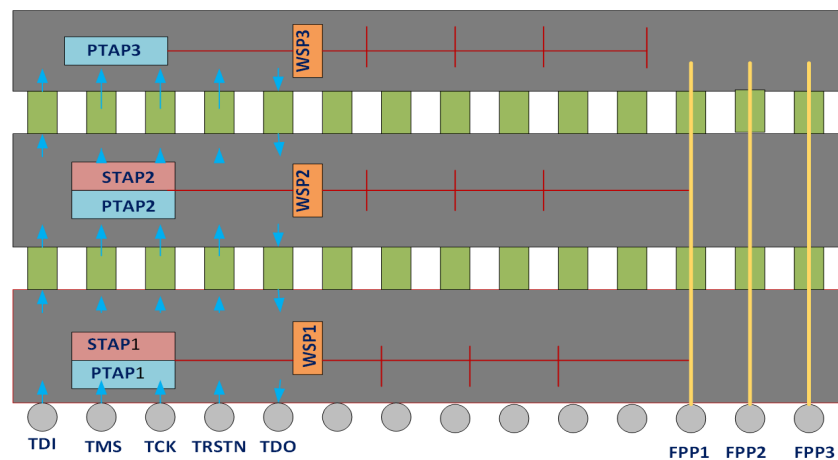 PTAP3
WSP3
STAP2
PTAP2
WSP2
STAP1
PTAP1
WSP1
TDI
TMS
TCK
TRSTN
TDO
FPP1
FPP2
FPP3